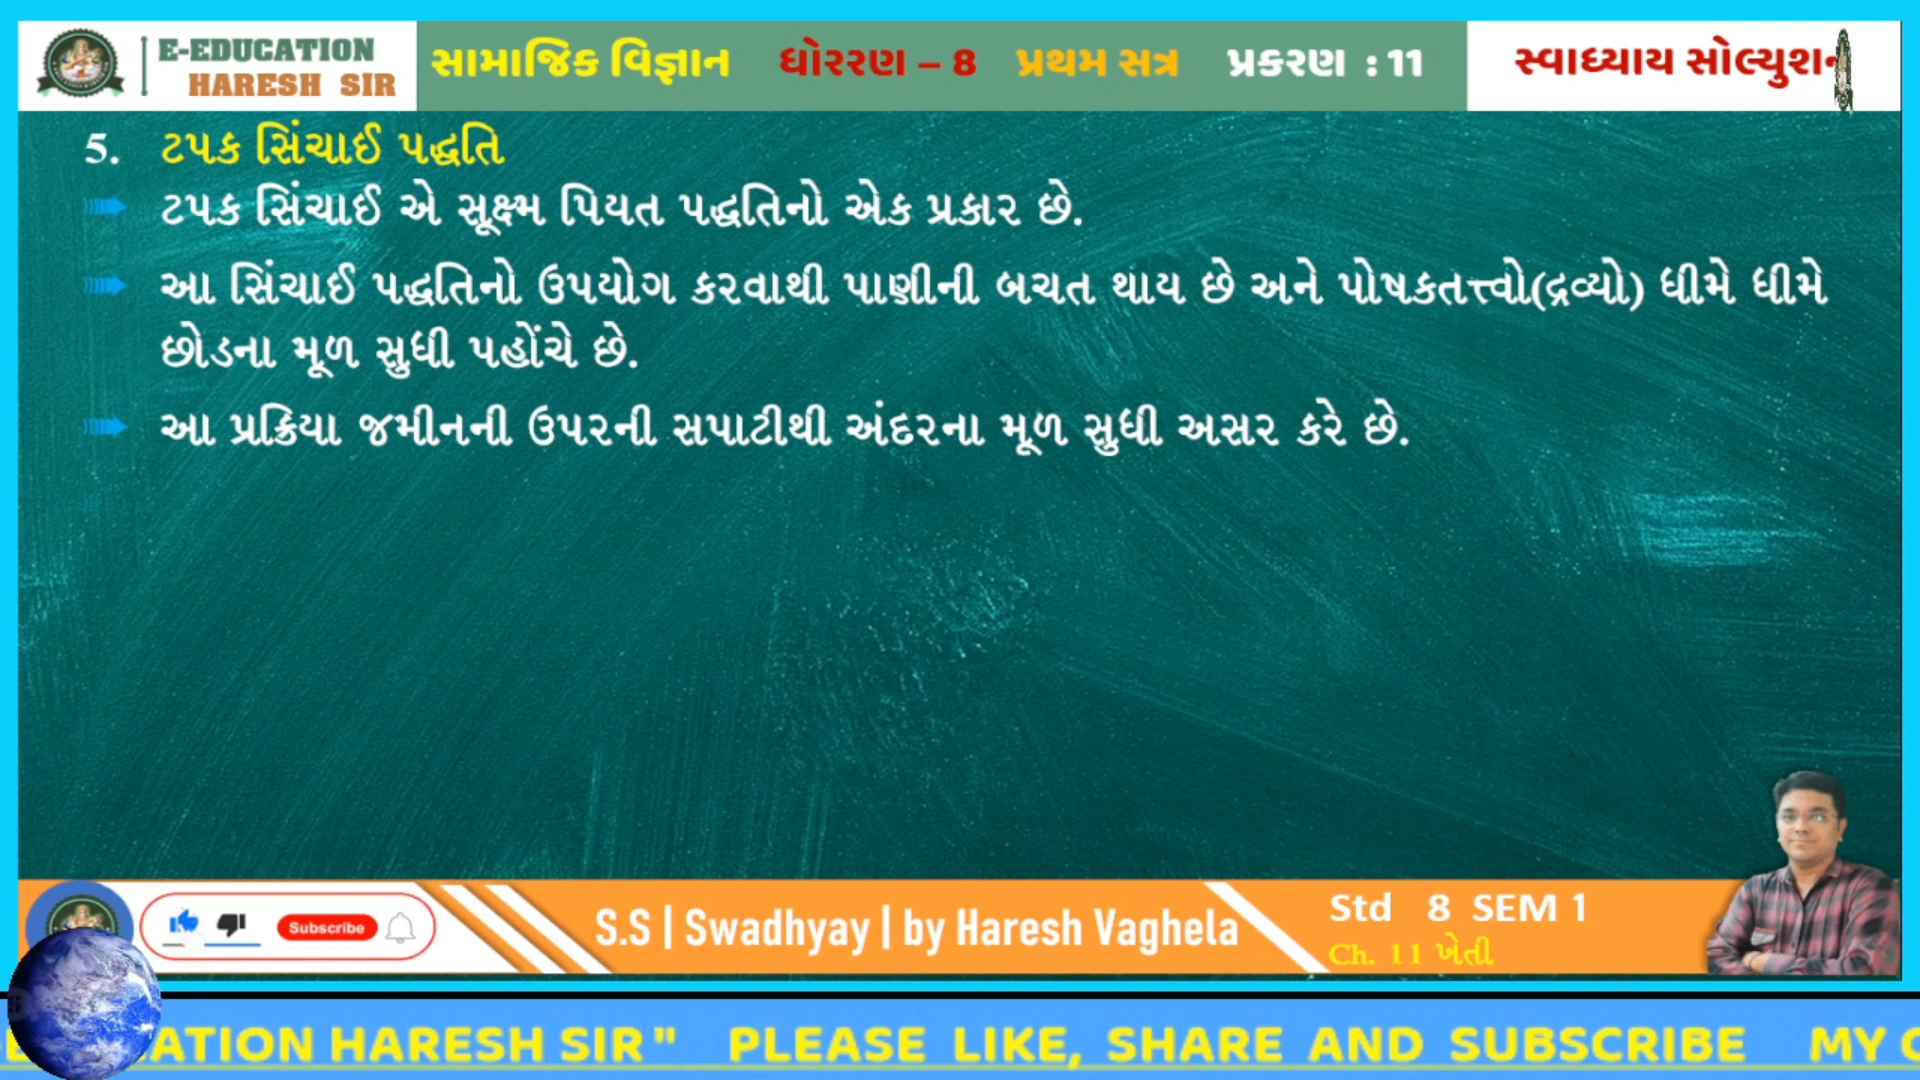 E-EDUCATION
HARESH SIR
સામાજિક વિજ્ઞાન ધોરરણ – 8 પ્રથમ સત્ર પ્રકરણ : 11
સ્વાધ્યાય સોલ્યુશન
5. ટપક સિંચાઈ પદ્ધતિ
ટપક સિંચાઈ એ સૂક્ષ્મ પિયત પદ્ધતિનો એક પ્રકાર છે.
આ સિંચાઈ પદ્ધતિનો ઉપયોગ કરવાથી પાણીની બચત થાય છે અને પોષકતત્ત્વો(દ્રવ્યો) ધીમે ધીમે
છોડના મૂળ સુધી પહોંચે છે.
આ પ્રક્રિયા જમીનની ઉપરની સપાટીથી અંદરના મૂળ સુધી અસર કરે છે.
Subscribe
S.S | Swadhyay | by Haresh Vaghela
Std 8 SEM 1
Ch. 11 ખેતી
ATION HARESH SIR" PLEASE LIKE, SHARE AND SUBSCRIBE MY